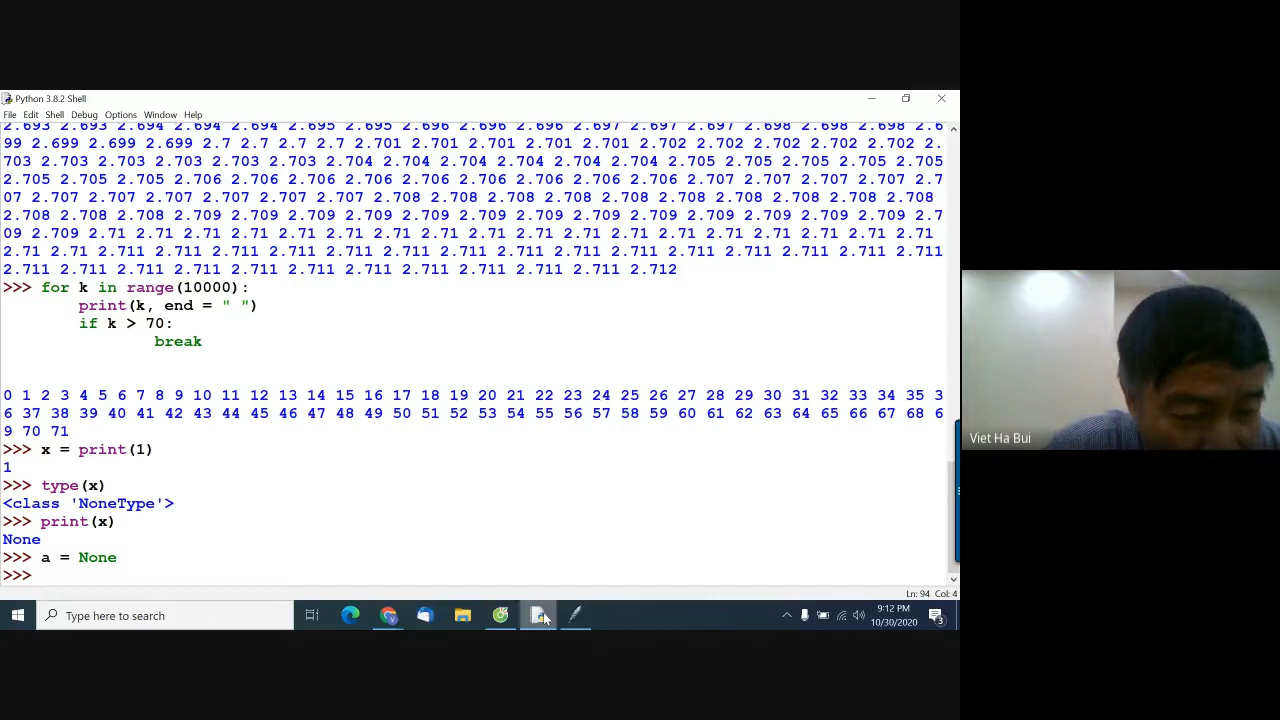 Python 3.8.2 Shell
File Edit Shell Debug Options Window Help
2.693 2.693 2.694 2.694 2.694 2.695 2.695 2.696 2.696 2.696 2.697 2.697 2.697 2.698 2.698 2.698 2.6
99 2.699 2.699 2.7 2.7 2.7 2.7 2.701 2.701 2.701 2.701 2.701 2.702 2.702 2.702 2.702 2.702 2.
703 2.703 2.703 2.703 2.703 2.703 2.704 2.704 2.704 2.704 2.704 2.704 2.705 2.705 2.705 2.705
2.705 2.705 2.705 2.706 2.706 2.706 2.706 2.706 2.706 2.706 2.706 2.706 2.707 2.707 2.707 2.707 2.7
07 2.707 2.707 2.707 2.707 2.707 2.707 2.708 2.708 2.708 2.708 2.708 2.708 2.708 2.708 2.708 2.708
2.708 2.708 2.708 2.709 2.709 2.709 2.709 2.709 2.709 2.709 2.709 2.709 2.709 2.709 2.709 2.709 2.7
09 2.709 2.71 2.71 2.71 2.71 2.71 2.71 2.71 2.71 2.71 2.71 2.71 2.71 2.71 2.71 2.71 2.71 2.71 2.71
2.71 2.71 2.711 2.711 2.711 2.711 2.711 2.711 2.711 2.711 2.711 2.711 2.711 2.711 2.711 2.711 2.711
2.711 2.711 2.711 2.711 2.711 2.711 2.711 2.711 2.711 2.711 2.711 2.712
>>> for k in range(10000):
print(k, end = " ")
if k > 70:
break
0 1 2 3 4 5 6 7 8 9 10 11 12 13 14 15 16 17 18 19 20 21 22 23 24 25 26 27 28 29 30 31 32 33 34 35 3
6 37 38 39 40 41 42 43 44 45 46 47 48 49 50 51 52 53 54 55 56 57 58 59 60 61 62 63 64 65 66 67 68 6
9 70 71
>>> x = print(1)
1
>>> type(x)
<class 'NoneType'>
>>> print(x)
None
>>> a = None
>>>
Ln: 94 Col: 4
Type here to search
9:12 PM
10/30/2020
3
Viet Ha Bui